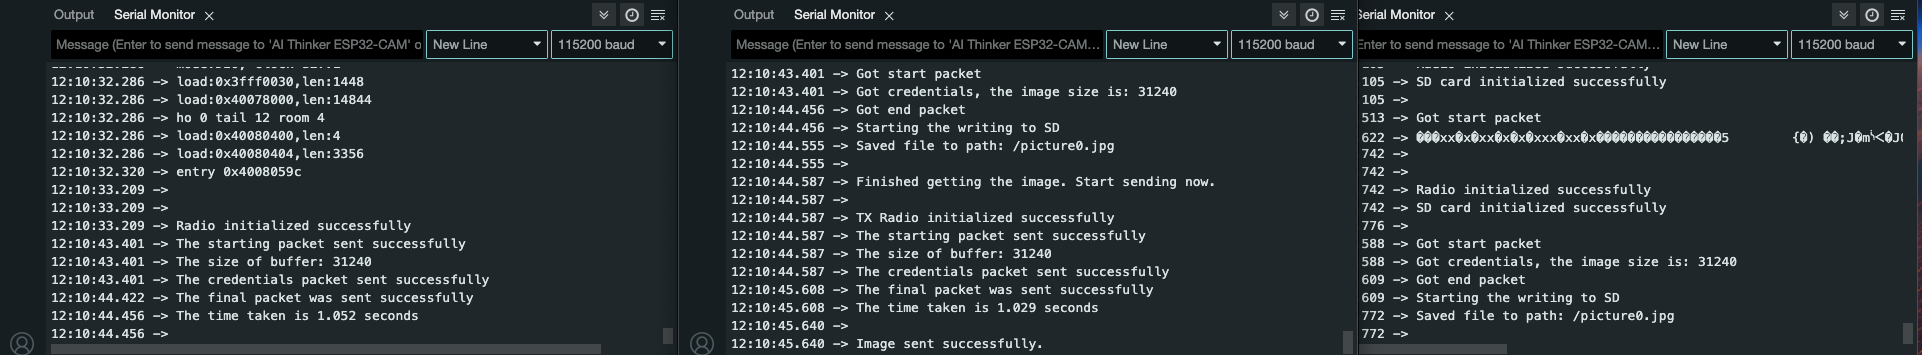 Output Serial Monitor
Message (Enter to send message to 'AI Thinker ESP32-CAM' o New Line 115200 baud
12:10:32.286 -> load:0x3fff0030,len:1448
12:10:32.286 -> load:0x40078000,len:14844
12:10:32.286 -> ho 0 tail 12 room 4
12:10:32.286 -> load:0x40080400,len:4
12:10:32.286 -> load:0x40080404,len:3356
12:10:32.320 -> entry 0x4008059c
12:10:33.209 ->
12:10:33.209 ->
12:10:33.209 -> Radio initialized successfully
12:10:43.401 -> The starting packet sent successfully
12:10:43.401 -> The size of buffer: 31240
12:10:43.401 -> The credentials packet sent successfully
12:10:44.422 -> The final packet was sent successfully
12:10:44.456 -> The time taken is 1.052 seconds
12:10:44.456 ->
Output Serial Monitor
Message (Enter to send message to 'AI Thinker ESP32-CAM... New Line 115200 baud
12:10:43.401 -> Got start packet
12:10:43.401 -> Got credentials, the image size is: 31240
12:10:44.456 -> Got end packet
12:10:44.456 -> Starting the writing to SD
12:10:44.555 -> Saved file to path: /picture0.jpg
12:10:44.555 ->
12:10:44.587 -> Finished getting the image. Start sending now.
12:10:44.587 ->
12:10:44.587 -> TX Radio initialized successfully
12:10:44.587 -> The starting packet sent successfully
12:10:44.587 -> The size of buffer: 31240
12:10:44.587 -> The credentials packet sent successfully
12:10:45.608 -> The final packet was sent successfully
12:10:45.608 -> The time taken is 1.029 seconds
12:10:45.640 ->
12:10:45.640 -> Image sent successfully.
Serial Monitor
Enter to send message to 'AI Thinker ESP32-CAM... New Line 115200 baud
105 -> SD card initialized successfully
105 ->
513 -> Got start packet
622 ->
742 ->
742 ->
742 -> Radio initialized successfully
742 -> SD card initialized successfully
776 ->
588 -> Got start packet
588 -> Got credentials, the image size is: 31240
609 -> Got end packet
609 -> Starting the writing to SD
772 -> Saved file to path: /picture0.jpg
772 ->